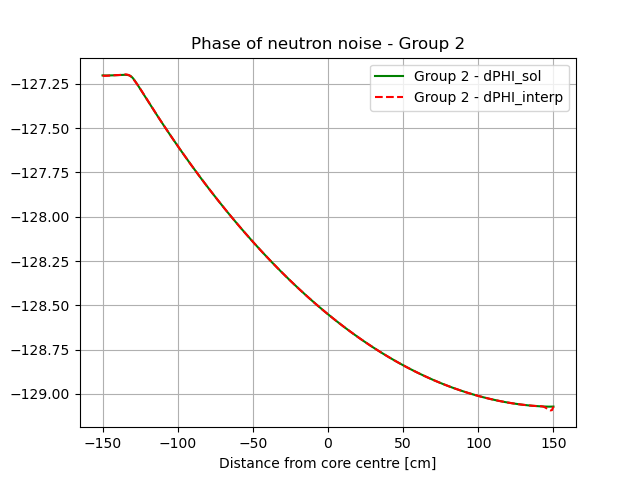 Phase of neutron noise - Group 2
Group 2 - dPHI_sol
Group 2 - dPHI_interp
−127.25
−127.50
−127.75
−128.00
−128.25
−128.50
−128.75
−129.00
−150 −100 −50 0 50 100 150
Distance from core centre [cm]